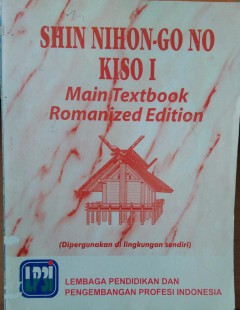 SHIN NIHON-GO NO
KISO I
Main Textbook
Romanized Edition
(Dipergunakan di lingkungan sendiri)
LP3I
LEMBAGA PENDIDIKAN DAN
PENGEMBANGAN PROFESI INDONESIA